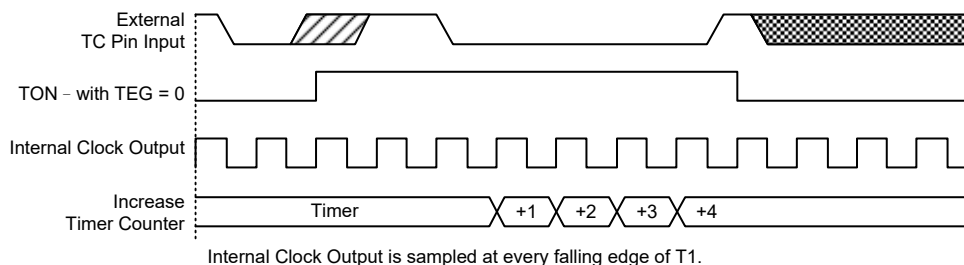 External
TC Pin Input
TON – with TEG = 0
Internal Clock Output
Increase
Timer Counter
Timer
+1
+2
+3
+4
Internal Clock Output is sampled at every falling edge of T1.